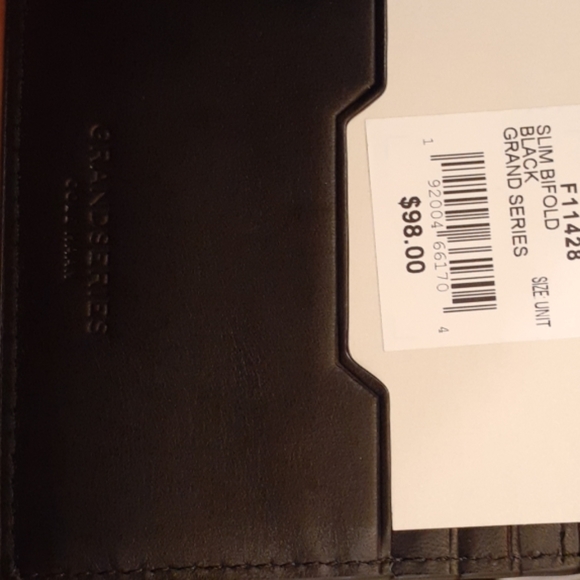 GRANDSERIES
F11428
SLIM BIFOLD
BLACK
GRAND SERIES
SIZE UNIT
1 92004 66170 4
$98.00